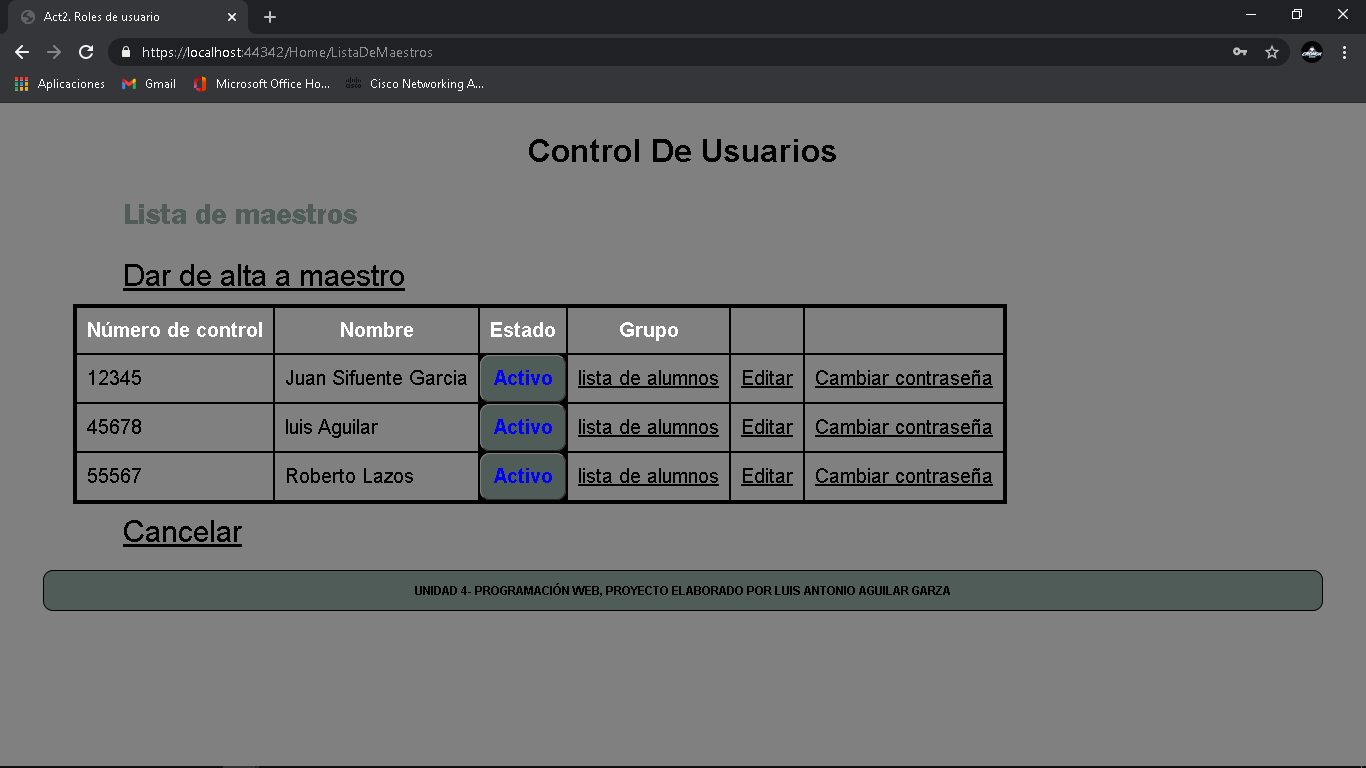 Act2. Roles de usuario
https://localhost:44342/Home/ListaDeMaestros
Aplicaciones Gmail Microsoft Office Ho... Cisco Networking A...
Control De Usuarios
Lista de maestros
Dar de alta a maestro
Número de control Nombre Estado Grupo
12345 Juan Sifuente Garcia Activo lista de alumnos Editar Cambiar contraseña
45678 luis Aguilar Activo lista de alumnos Editar Cambiar contraseña
55567 Roberto Lazos Activo lista de alumnos Editar Cambiar contraseña
Cancelar
UNIDAD 4- PROGRAMACIÓN WEB, PROYECTO ELABORADO POR LUIS ANTONIO AGUILAR GARZA